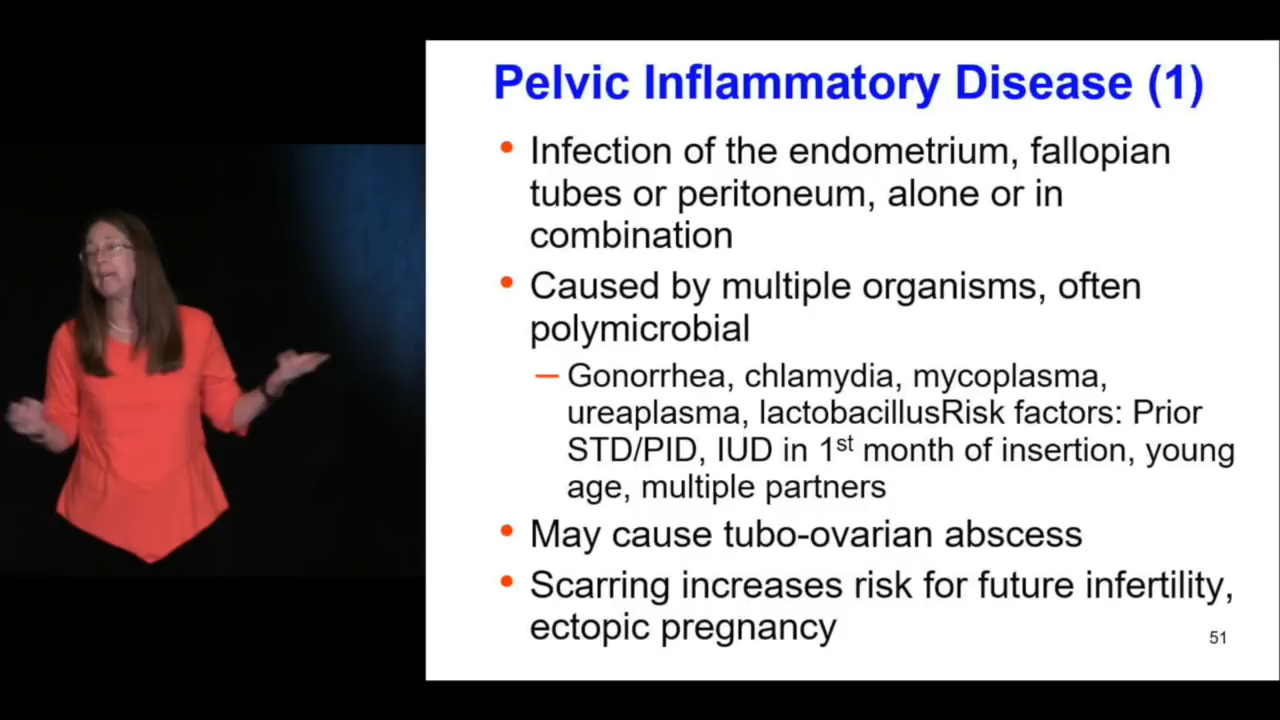 Pelvic Inflammatory Disease (1)
• Infection of the endometrium, fallopian
tubes or peritoneum, alone or in
combination
• Caused by multiple organisms, often
polymicrobial
– Gonorrhea, chlamydia, mycoplasma,
ureaplasma, lactobacillusRisk factors: Prior
STD/PID, IUD in 1st month of insertion, young
age, multiple partners
• May cause tubo-ovarian abscess
• Scarring increases risk for future infertility,
ectopic pregnancy
51